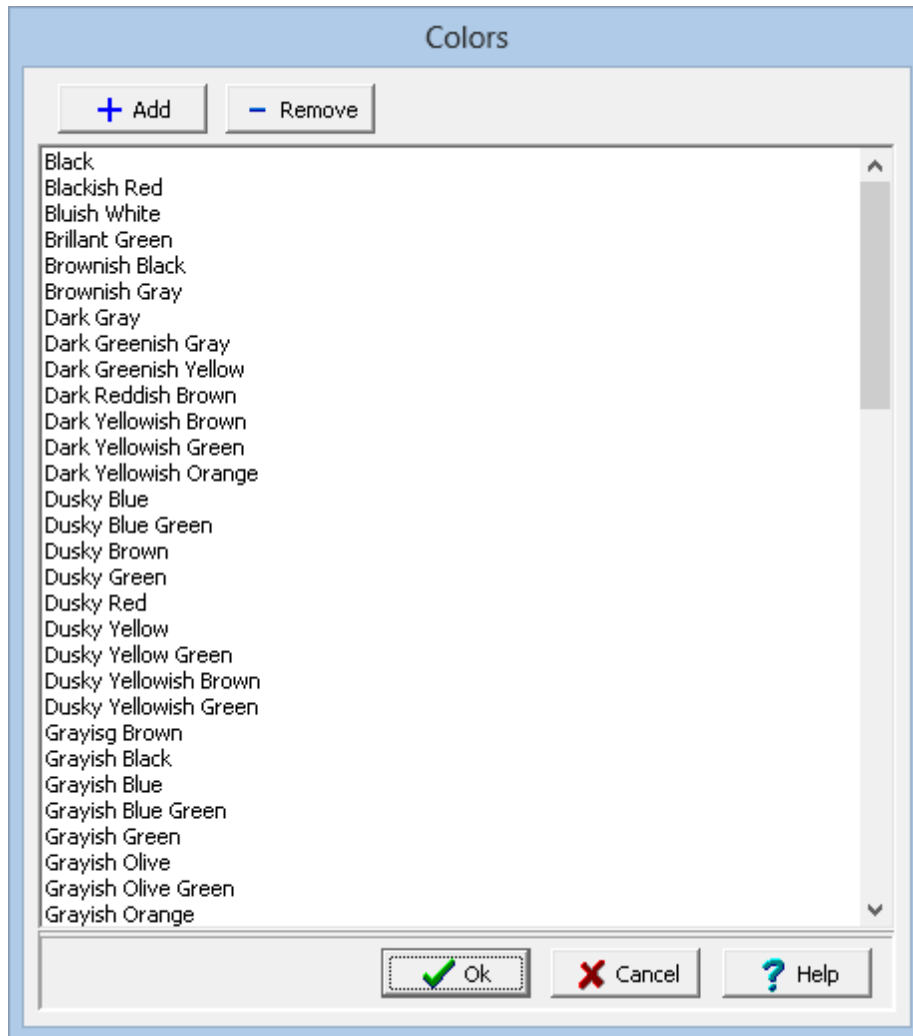 Colors
Add
Remove
Black
Blackish Red
Bluish White
Brillant Green
Brownish Black
Brownish Gray
Dark Gray
Dark Greenish Gray
Dark Greenish Yellow
Dark Reddish Brown
Dark Yellowish Brown
Dark Yellowish Green
Dark Yellowish Orange
Dusky Blue
Dusky Blue Green
Dusky Brown
Dusky Green
Dusky Red
Dusky Yellow
Dusky Yellow Green
Dusky Yellowish Brown
Dusky Yellowish Green
Grayisg Brown
Grayish Black
Grayish Blue
Grayish Blue Green
Grayish Green
Grayish Olive
Grayish Olive Green
Grayish Orange
Ok
Cancel
Help